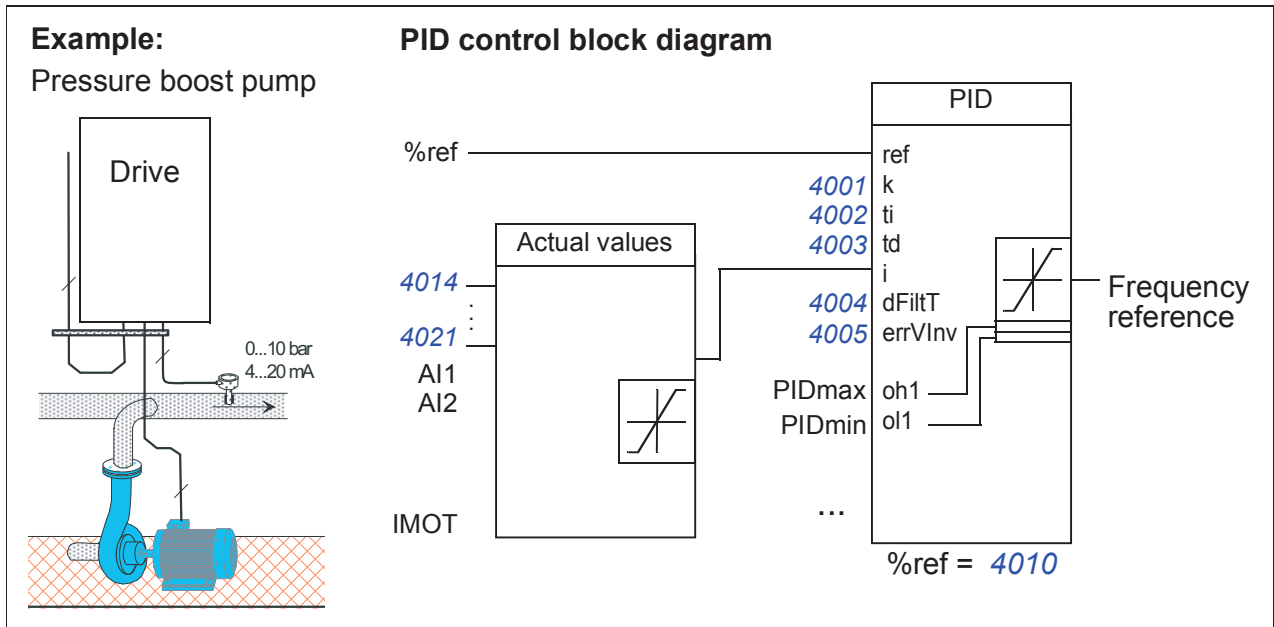 Example:
Pressure boost pump
Drive
0...10 bar
4...20 mA
PID control block diagram
%ref
Actual values
4014
4021
AI1
AI2
IMOT
PID
ref
4001 k
4002 ti
4003 td
i
4004 dFiltT
4005 errVInv
PIDmax oh1
PIDmin ol1
...
%ref = 4010
Frequency
reference